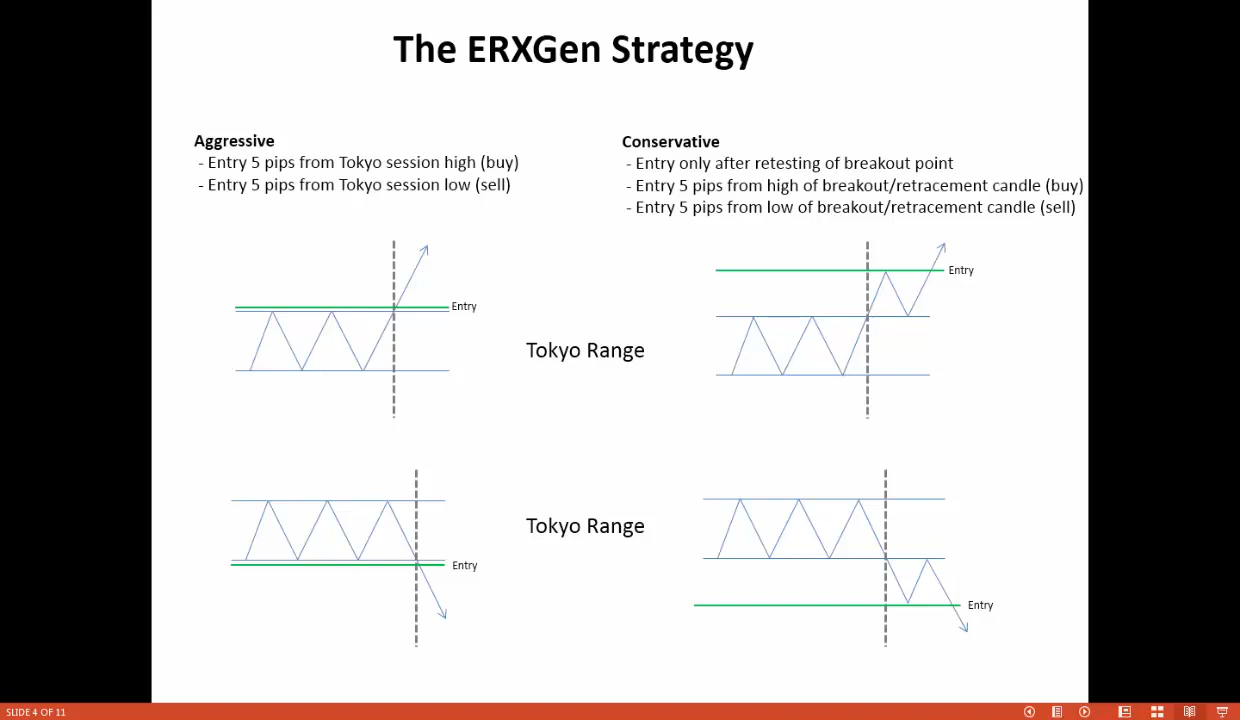 The ERXGen Strategy
Aggressive
- Entry 5 pips from Tokyo session high (buy)
- Entry 5 pips from Tokyo session low (sell)
Conservative
- Entry only after retesting of breakout point
- Entry 5 pips from high of breakout/retracement candle (buy)
- Entry 5 pips from low of breakout/retracement candle (sell)
Entry
Tokyo Range
Entry
Entry
Tokyo Range
Entry
SLIDE 4 OF 11